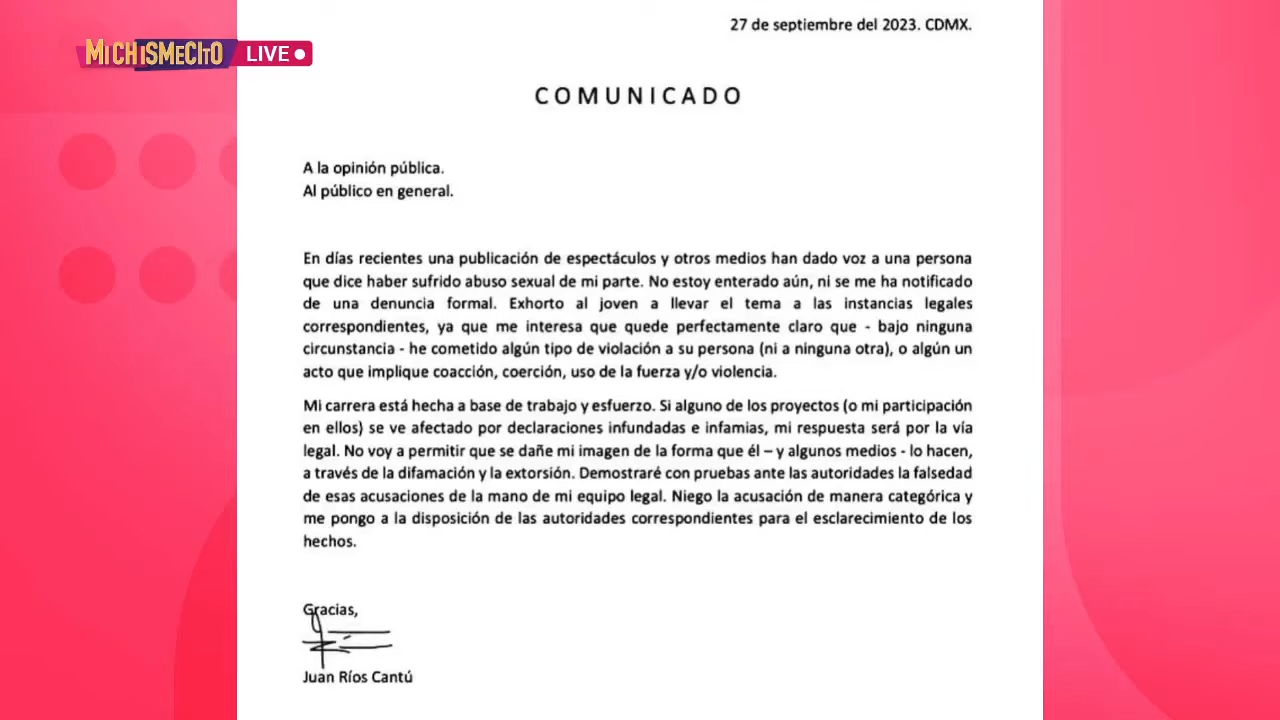 27 de septiembre del 2023. CDMX.
MICHISMECITO LIVE
COMUNICADO
A la opinión pública.
Al público en general.
En días recientes una publicación de espectáculos y otros medios han dado voz a una persona
que dice haber sufrido abuso sexual de mi parte. No estoy enterado aún, ni se me ha notificado
de una denuncia formal. Exhorto al joven a llevar el tema a las instancias legales
correspondientes, ya que me interesa que quede perfectamente claro que - bajo ninguna
circunstancia - he cometido algún tipo de violación a su persona (ni a ninguna otra), o algún un
acto que implique coacción, coerción, uso de la fuerza y/o violencia.
Mi carrera está hecha a base de trabajo y esfuerzo. Si alguno de los proyectos (o mi participación
en ellos) se ve afectado por declaraciones infundadas e infamias, mi respuesta será por la vía
legal. No voy a permitir que se dañe mi imagen de la forma que él – y algunos medios - lo hacen,
a través de la difamación y la extorsión. Demostraré con pruebas ante las autoridades la falsedad
de esas acusaciones de la mano de mi equipo legal. Niego la acusación de manera categórica y
me pongo a la disposición de las autoridades correspondientes para el esclarecimiento de los
hechos.
Gracias,
Juan Ríos Cantú